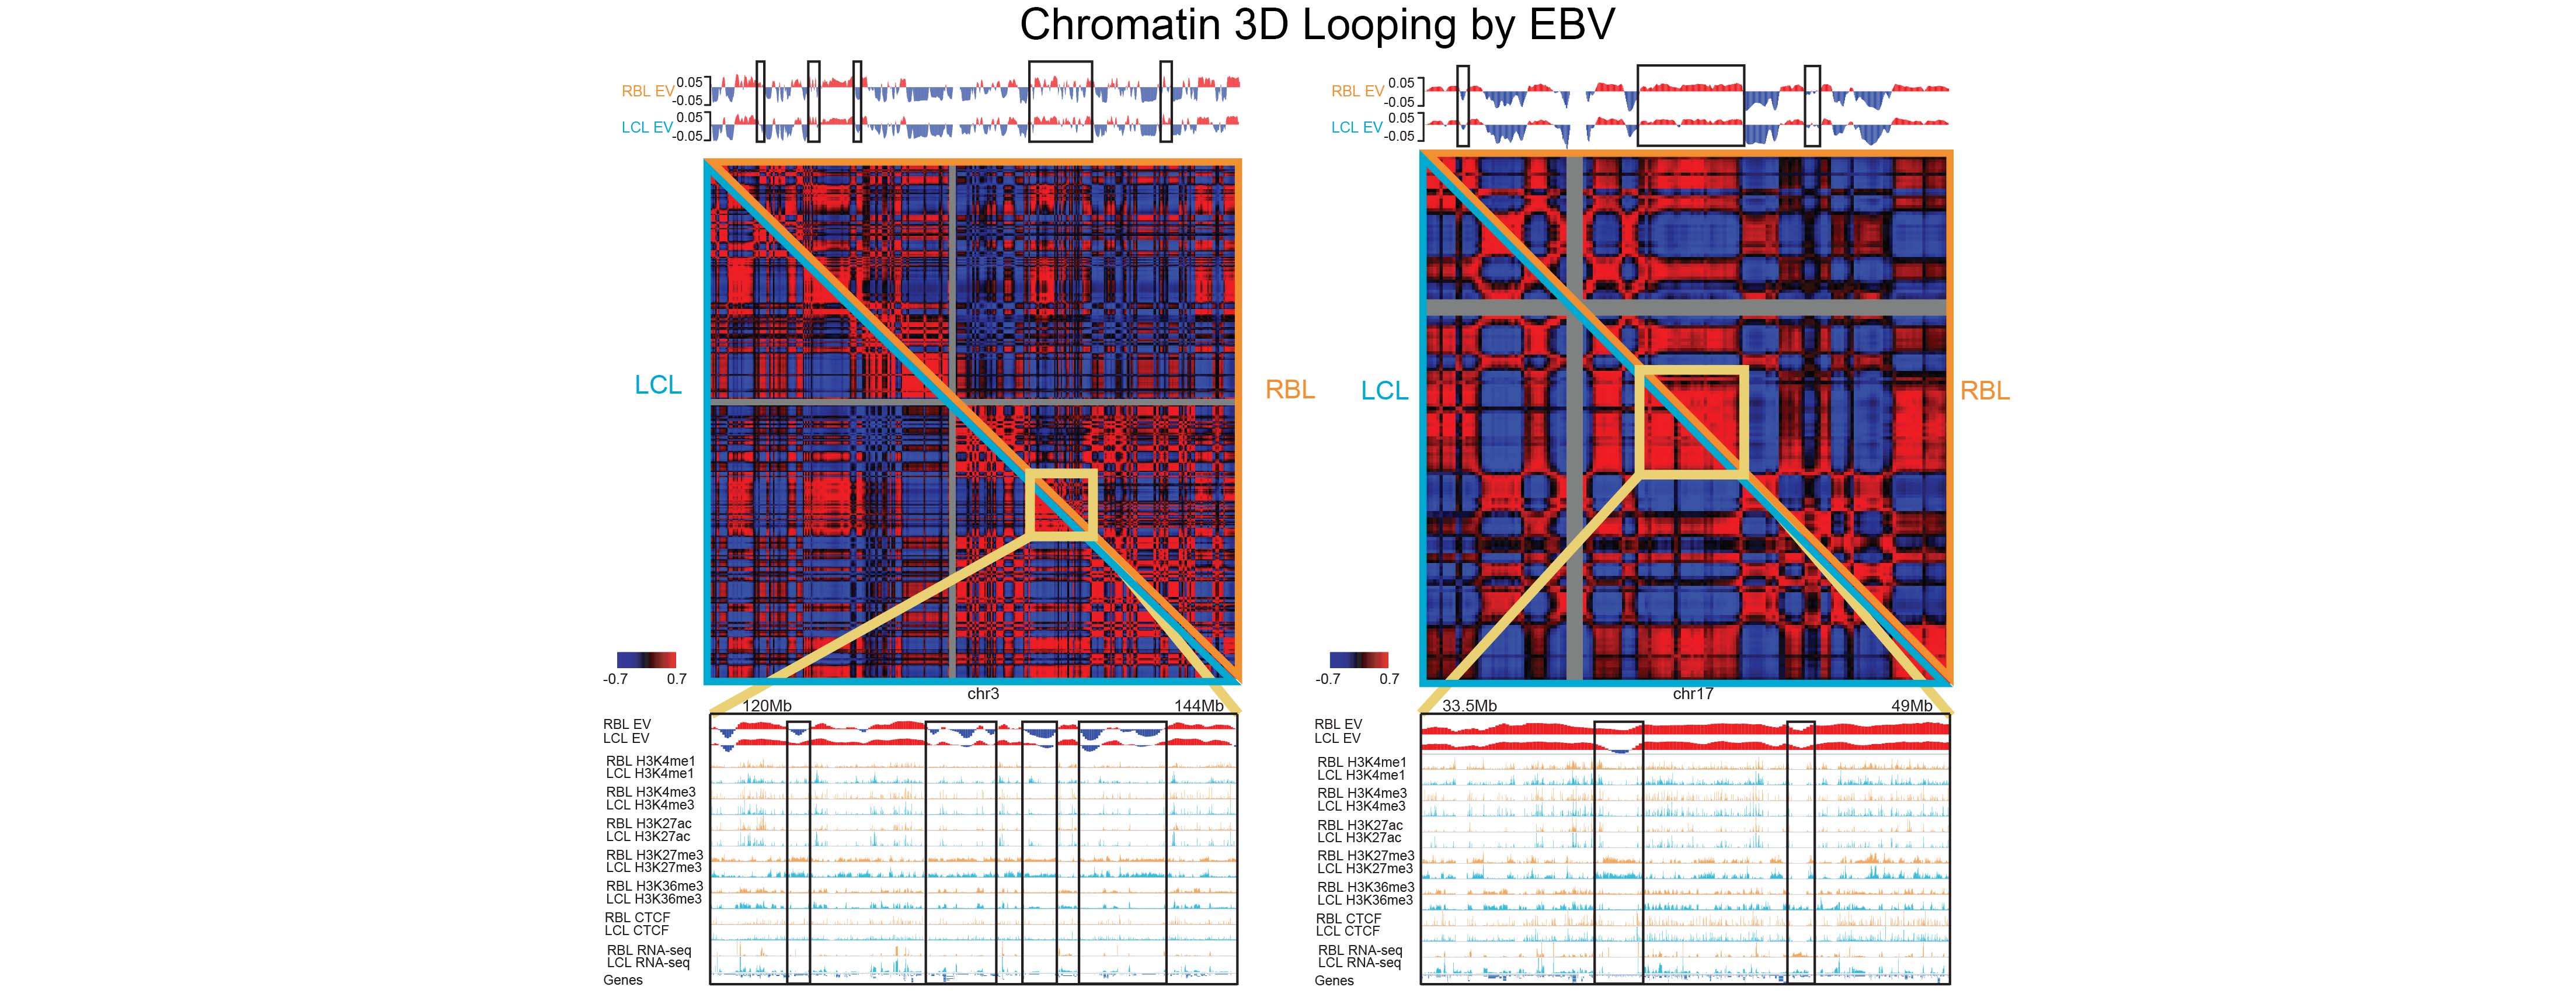 Chromatin 3D Looping by EBV
RBL EV
0.05
-0.05
LCL EV
0.05
-0.05
LCL
RBL
-0.7 0.7
chr3
120Mb 144Mb
RBL EV
LCL EV
RBL H3K4me1
LCL H3K4me1
RBL H3K4me3
LCL H3K4me3
RBL H3K27ac
LCL H3K27ac
RBL H3K27me3
LCL H3K27me3
RBL H3K36me3
LCL H3K36me3
RBL CTCF
LCL CTCF
RBL RNA-seq
LCL RNA-seq
Genes
RBL EV
0.05
-0.05
LCL EV
0.05
-0.05
LCL
RBL
-0.7 0.7
chr17
33.5Mb 49Mb
RBL EV
LCL EV
RBL H3K4me1
LCL H3K4me1
RBL H3K4me3
LCL H3K4me3
RBL H3K27ac
LCL H3K27ac
RBL H3K27me3
LCL H3K27me3
RBL H3K36me3
LCL H3K36me3
RBL CTCF
LCL CTCF
RBL RNA-seq
LCL RNA-seq
Genes